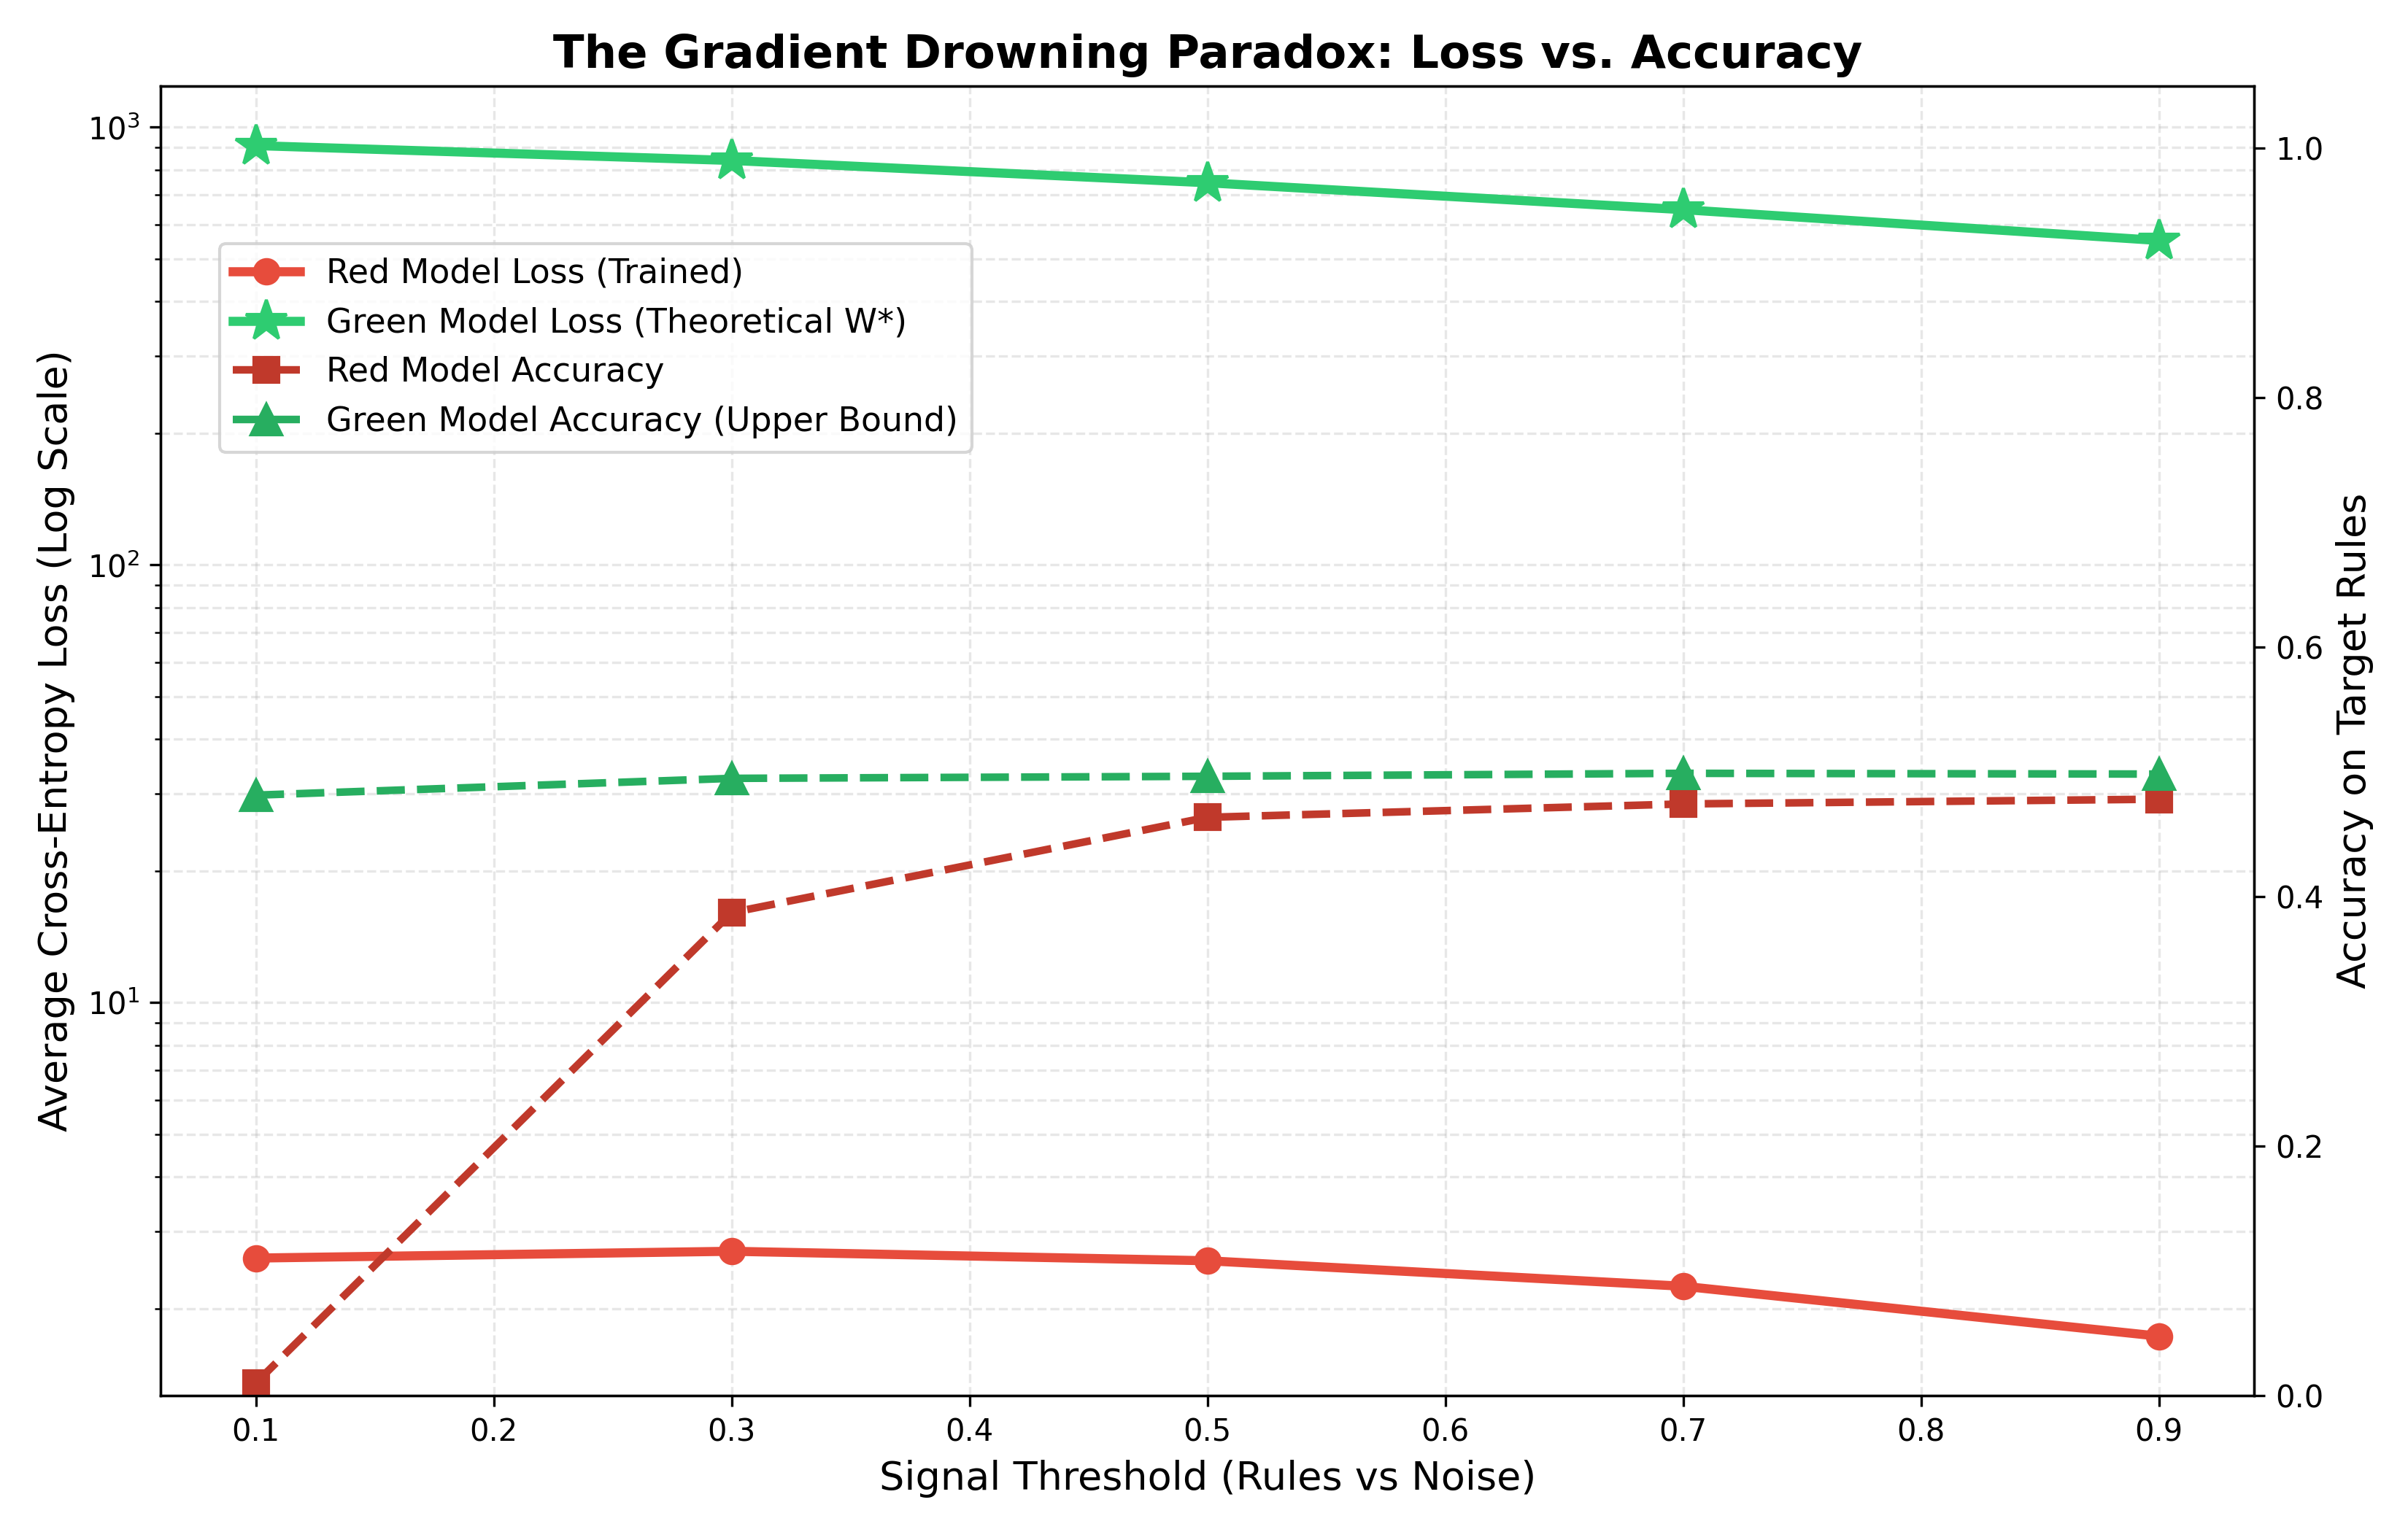 The Gradient Drowning Paradox: Loss vs. Accuracy
Average Cross-Entropy Loss (Log Scale)
10³
10²
10¹
Red Model Loss (Trained)
Green Model Loss (Theoretical W*)
Red Model Accuracy
Green Model Accuracy (Upper Bound)
1.0
0.8
0.6
0.4
0.2
0.0
Accuracy on Target Rules
0.1 0.2 0.3 0.4 0.5 0.6 0.7 0.8 0.9
Signal Threshold (Rules vs Noise)